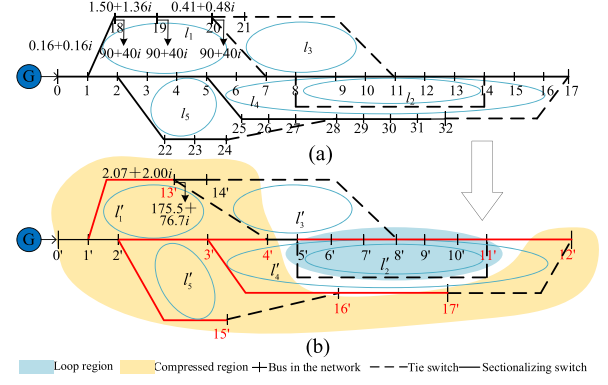 1.50+1.36i 0.41+0.48i
18 19 20 21
0.16+0.16i l₁ l₃
90+40i 90+40i 90+40i
G
0 1 2 3 4 5 6 7 8 9 10 11 12 13 14 15 16 17
l₄ l₂
l₅
25 26 27 28 29 30 31 32
22 23 24
(a)
2.07+2.00i
13' 14'
l'₁ 175.5+ l'₃
76.7i
G
0' 1' 2' 3' 4' 5' 6' 7' 8' 9' 10' 11' 12'
l'₄ l'₂
l'₅
16' 17'
15'
(b)
Loop region Compressed region Bus in the network Tie switch Sectionalizing switch